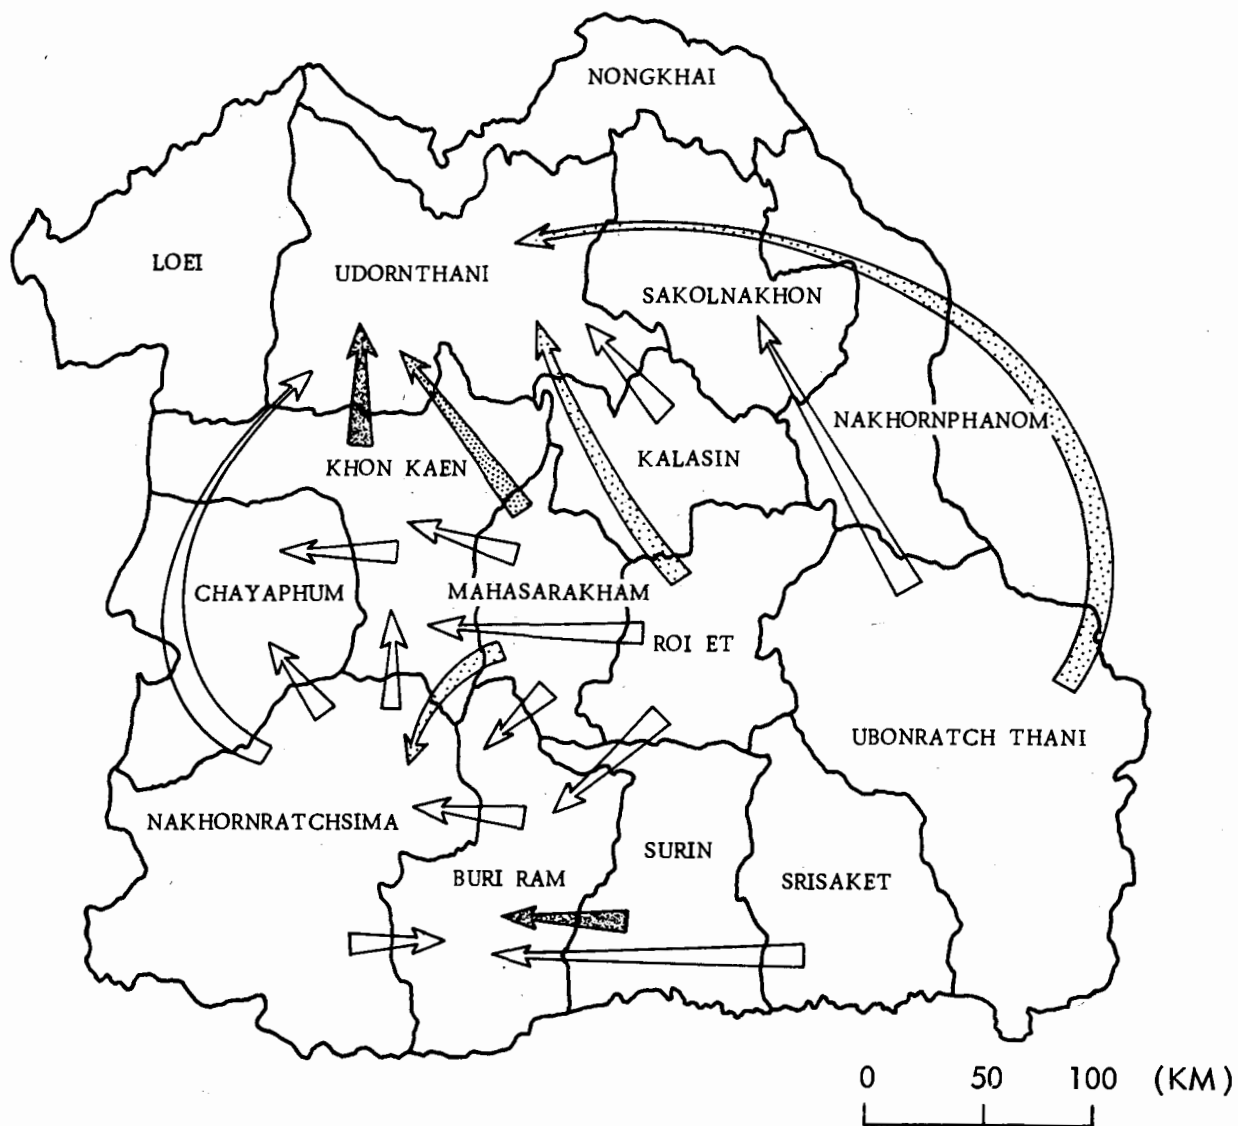 NONGKHAI
LOEI
UDORNTHANI
SAKOLNAKHON
NAKHORNPHANOM
KHON KAEN
KALASIN
CHAYAPHUM
MAHASARAKHAM
ROI ET
UBONRATCH THANI
NAKHORNRATCHSIMA
SURIN
BURI RAM
SRISAKET
0 50 100 (KM)